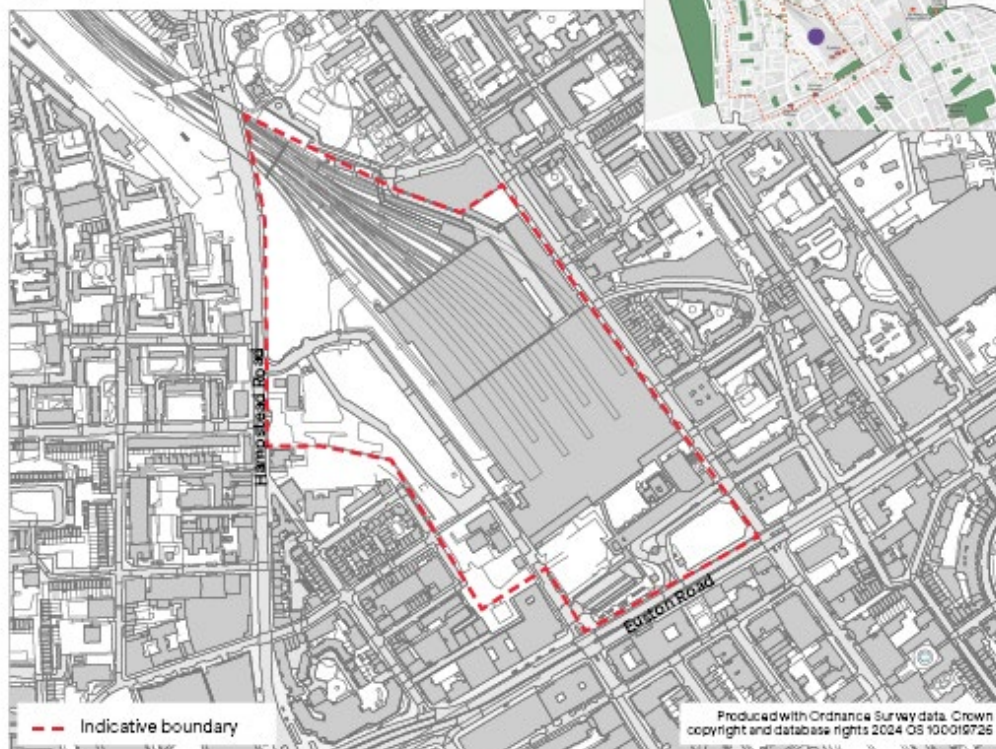 Hampstead Road
Euston Road
Indicative boundary
Produced with Ordnance Survey data. Crown
copyright and database rights 2024 OS 100019726